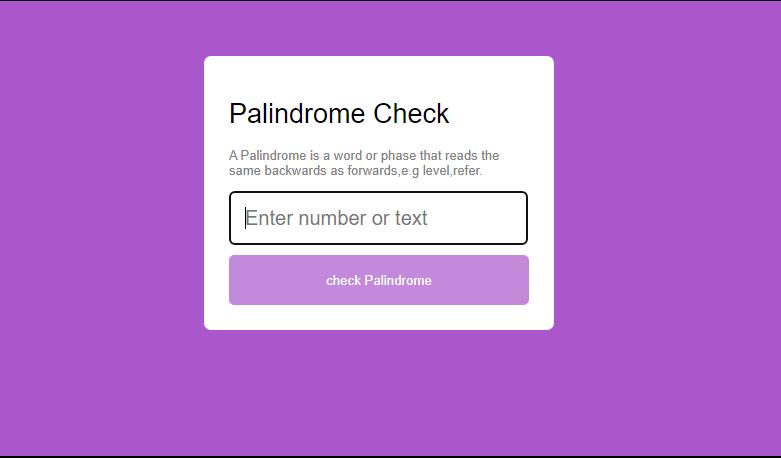 Palindrome Check
A Palindrome is a word or phase that reads the
same backwards as forwards,e.g level,refer.
Enter number or text
check Palindrome